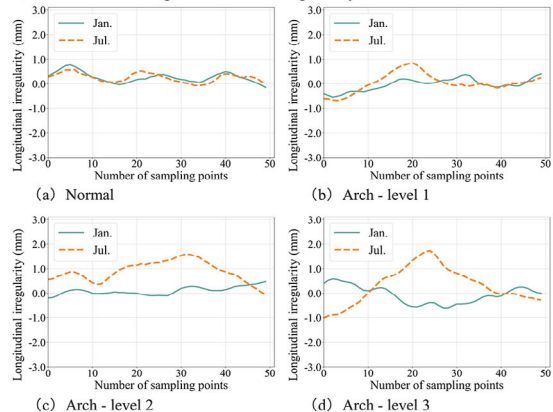 Longitudinal irregularity (mm)
3.0
2.0
1.0
0.0
-1.0
-2.0
-3.0
Jan.
Jul.
0 10 20 30 40 50
Number of sampling points
(a) Normal
Longitudinal irregularity (mm)
3.0
2.0
1.0
0.0
-1.0
-2.0
-3.0
Jan.
Jul.
0 10 20 30 40 50
Number of sampling points
(b) Arch - level 1
Longitudinal irregularity (mm)
3.0
2.0
1.0
0.0
-1.0
-2.0
-3.0
Jan.
Jul.
0 10 20 30 40 50
Number of sampling points
(c) Arch - level 2
Longitudinal irregularity (mm)
3.0
2.0
1.0
0.0
-1.0
-2.0
-3.0
Jan.
Jul.
0 10 20 30 40 50
Number of sampling points
(d) Arch - level 3